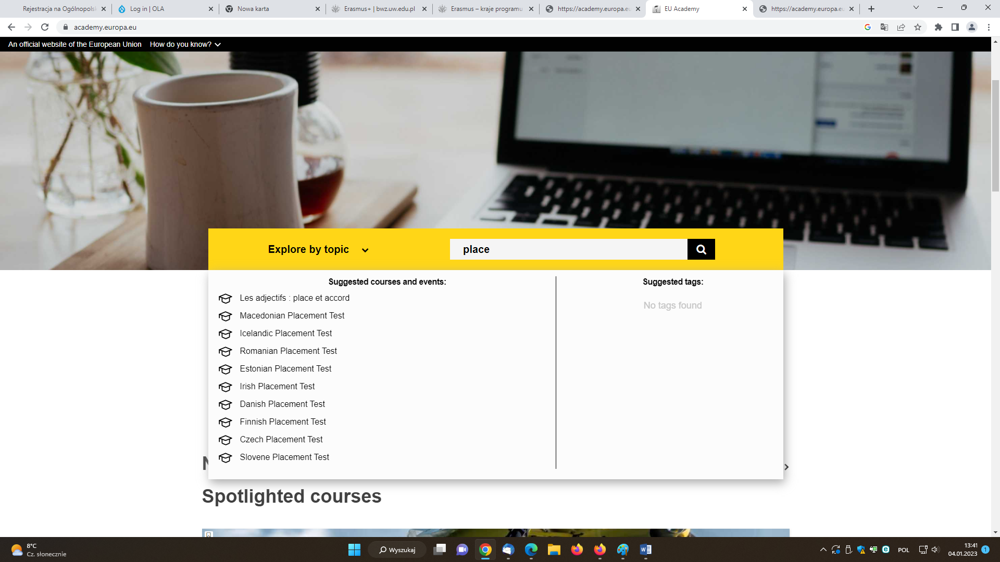 Rejestracja na Ogólnopols
Log in | OLA
Nowa karta
Erasmus+ | bwz.uw.edu.pl
Erasmus – kraje programu
https://academy.europa.eu
EU Academy
https://academy.europa.eu
academy.europa.eu
An official website of the European Union How do you know?
Explore by topic
place
Suggested courses and events:
Suggested tags:
Les adjectifs : place et accord
No tags found
Macedonian Placement Test
Icelandic Placement Test
Romanian Placement Test
Estonian Placement Test
Irish Placement Test
Danish Placement Test
Finnish Placement Test
Czech Placement Test
Slovene Placement Test
Spotlighted courses
8°C
Cz. słonecznie
Wyszukaj
POL
13:41
04.01.2023
1